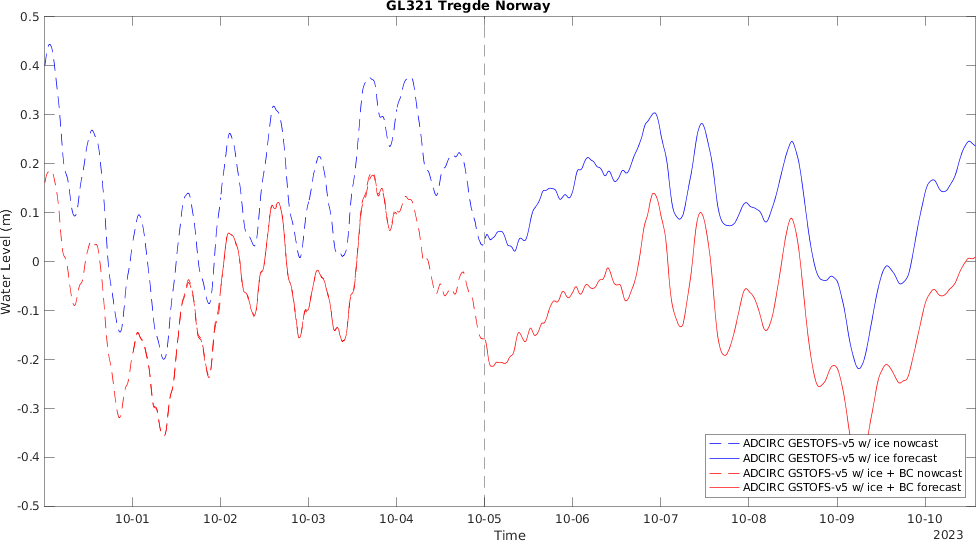 GL321 Tregde Norway
0.5
0.4
0.3
0.2
0.1
0
-0.1
-0.2
-0.3
-0.4
-0.5
Water Level (m)
ADCIRC GESTOFS-v5 w/ ice nowcast
ADCIRC GESTOFS-v5 w/ ice forecast
ADCIRC GSTOFS-v5 w/ ice + BC nowcast
ADCIRC GSTOFS-v5 w/ ice + BC forecast
10-01 10-02 10-03 10-04 10-05 10-06 10-07 10-08 10-09 10-10
Time
2023